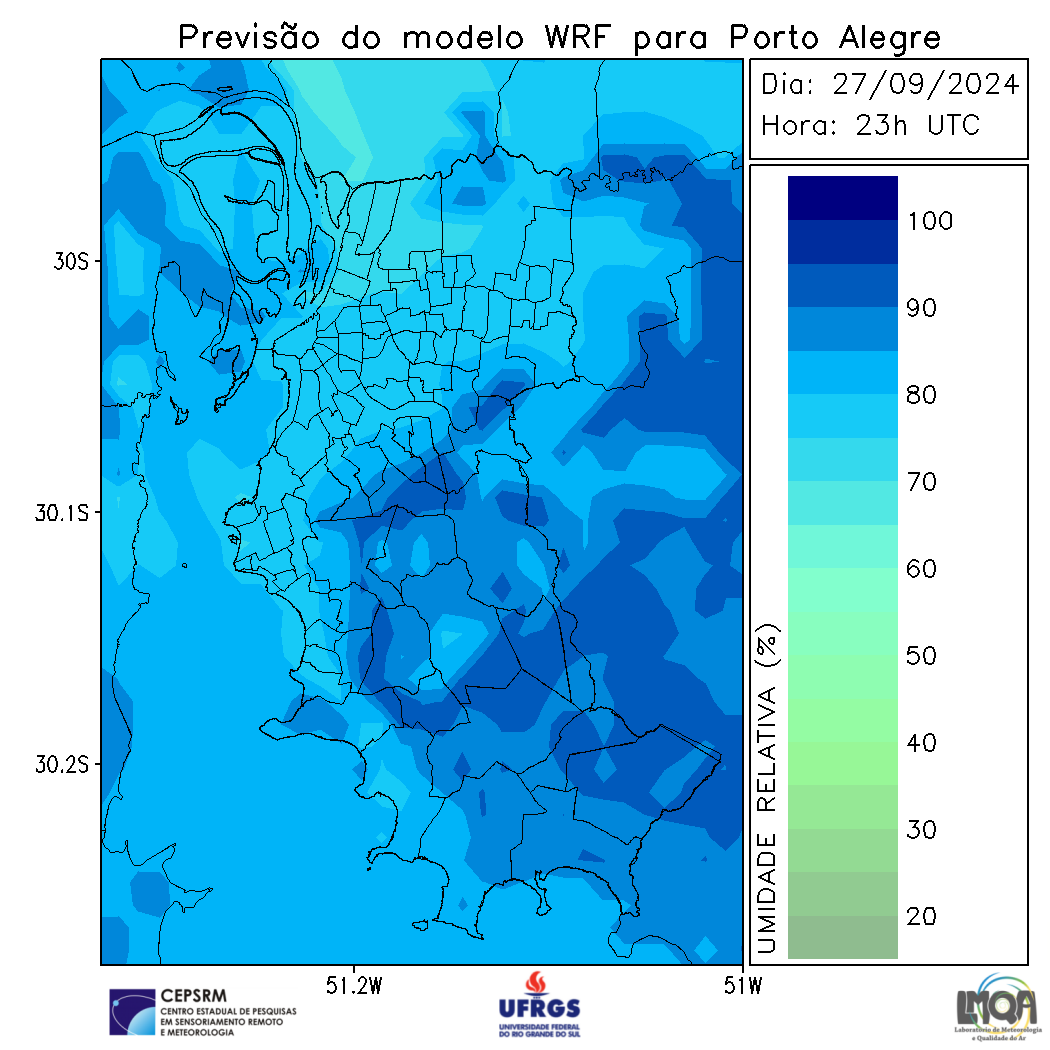 Previsão do modelo WRF para Porto Alegre
Dia: 27/09/2024
Hora: 23h UTC
100
90
80
70
60
50
40
30
20
UMIDADE RELATIVA (%)
30S
30.1S
30.2S
51.2W
51W
CEPSRM
CENTRO ESTADUAL DE PESQUISAS
EM SENSORIAMENTO REMOTO
E METEOROLOGIA
UFRGS
UNIVERSIDADE FEDERAL
DO RIO GRANDE DO SUL
LMQA
Laboratório de Meteorologia
e Qualidade do Ar